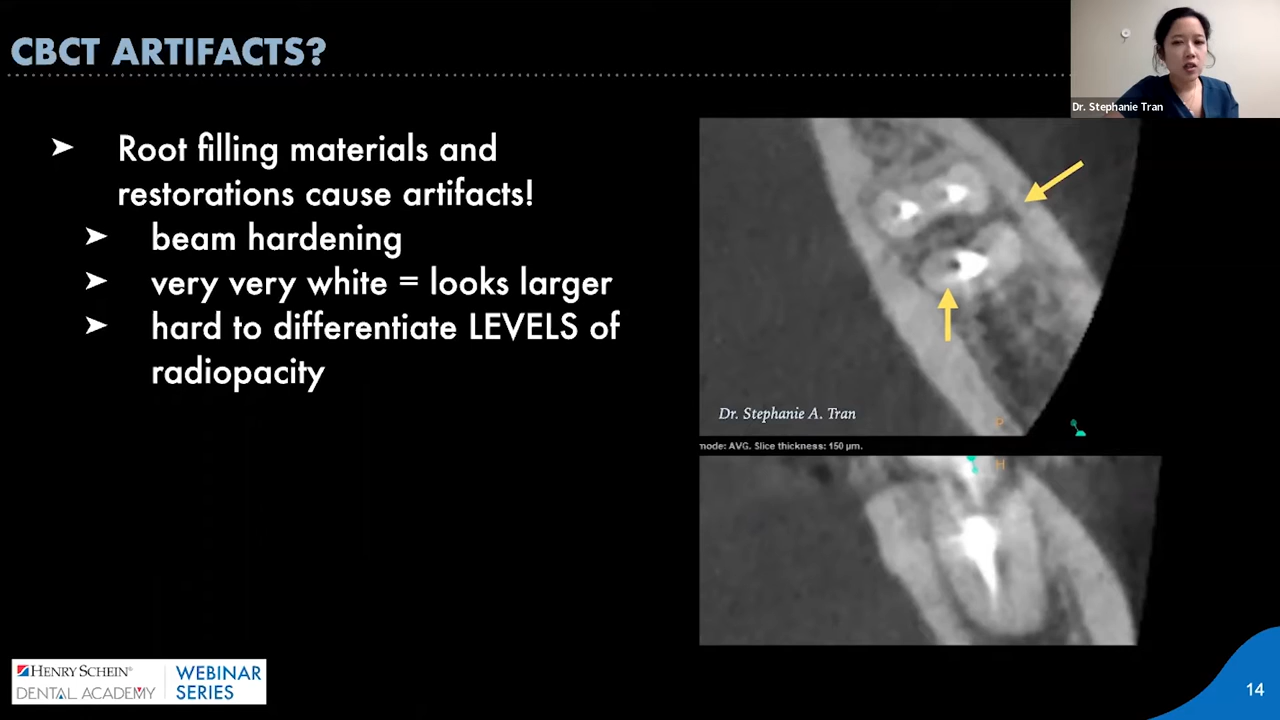 CBCT ARTIFACTS?
Dr. Stephanie Tran
➤ Root filling materials and
restorations cause artifacts!
➤ beam hardening
➤ very very white = looks larger
➤ hard to differentiate LEVELS of
radiopacity
Dr. Stephanie A. Tran
P
mode: AVG. Slice thickness: 150 µm.
H
HENRY SCHEIN®
DENTAL ACADEMY
WEBINAR
SERIES
14